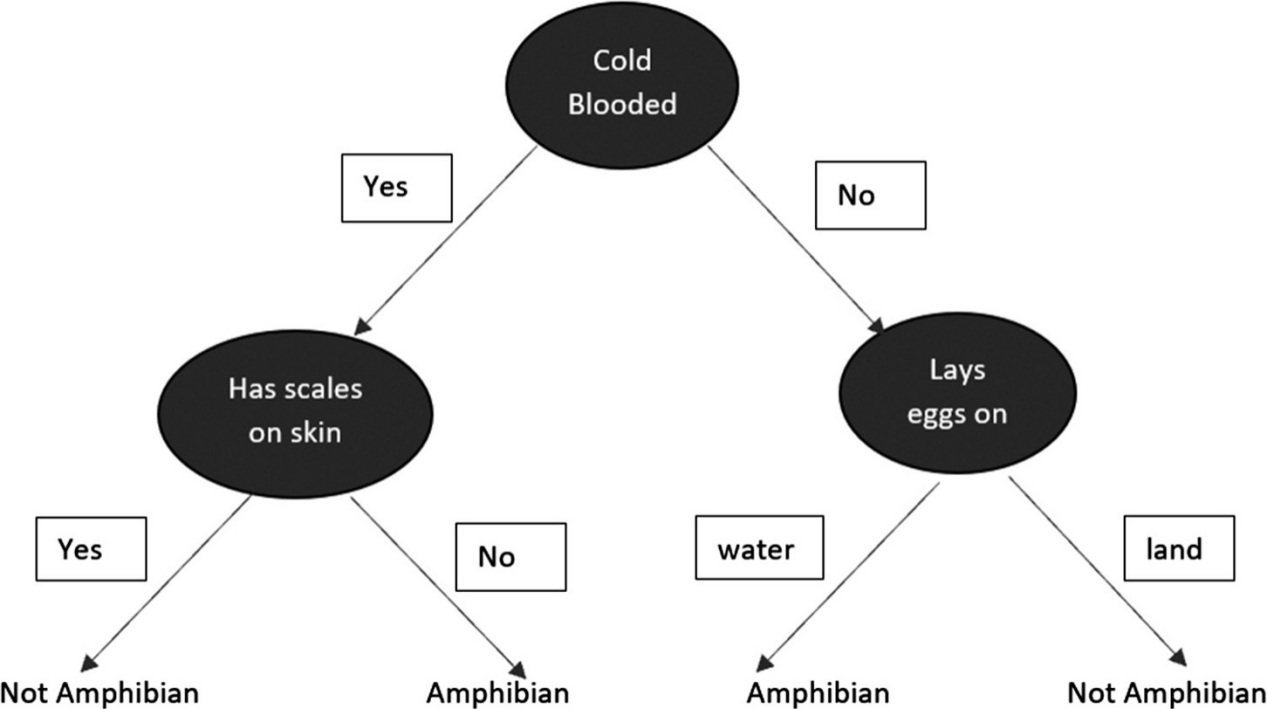 Cold
Blooded
Yes
No
Has scales
on skin
Lays
eggs on
Yes
No
water
land
Not Amphibian
Amphibian
Amphibian
Not Amphibian